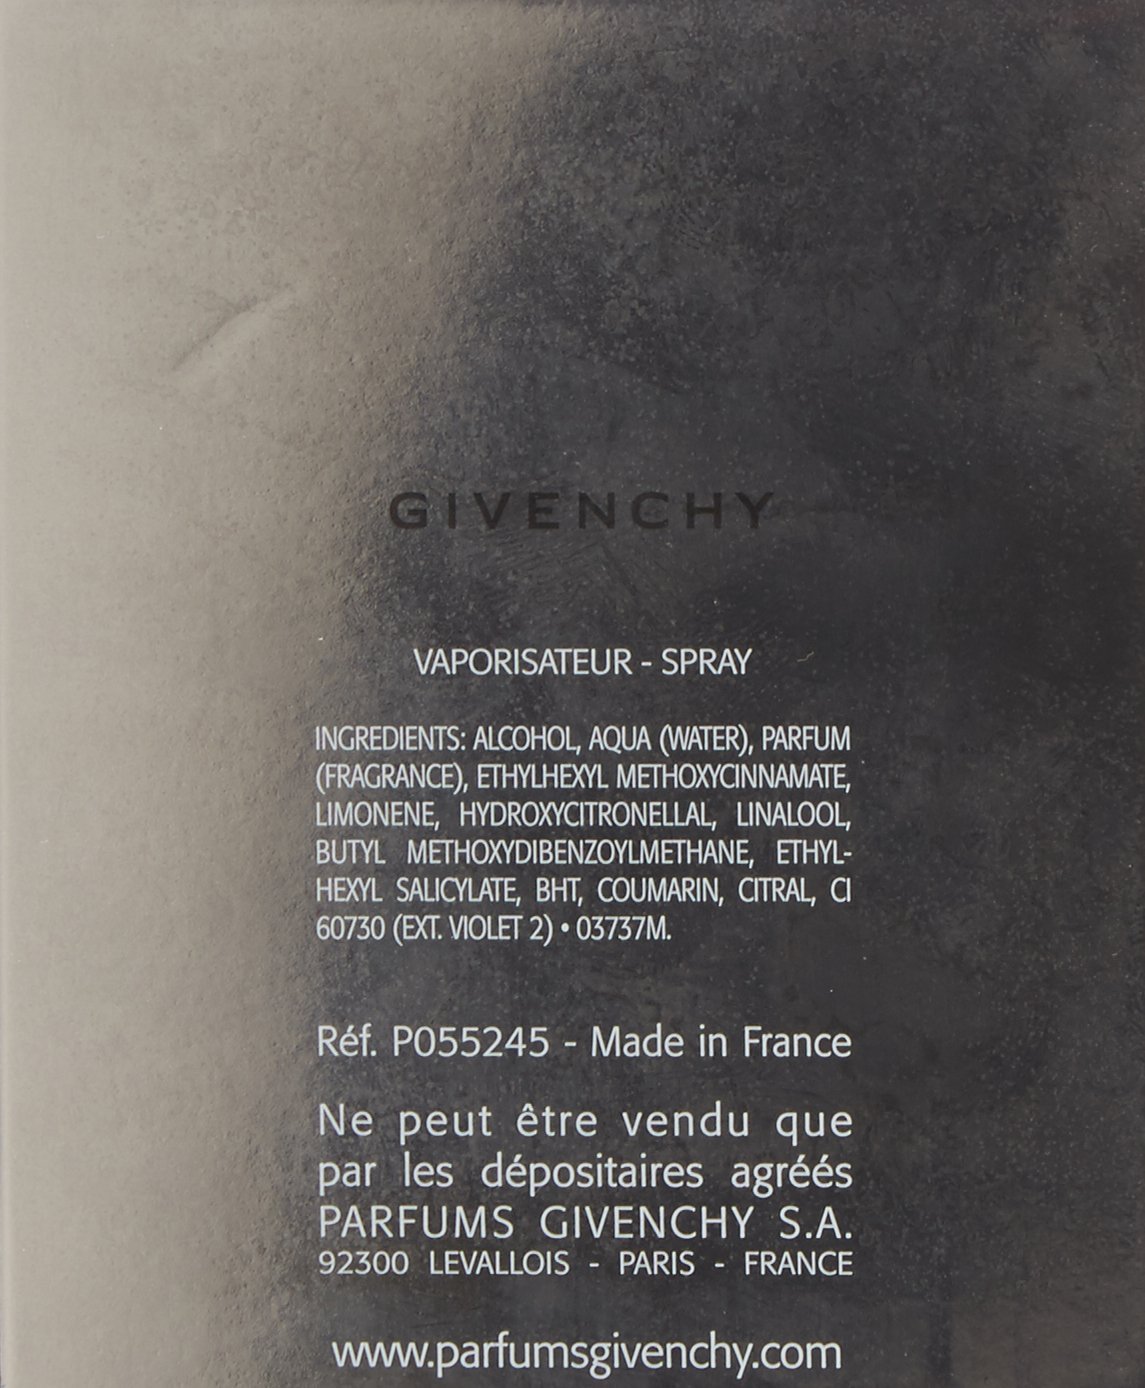 GIVENCHY
VAPORISATEUR - SPRAY
INGREDIENTS: ALCOHOL, AQUA (WATER), PARFUM
(FRAGRANCE), ETHYLHEXYL METHOXYCINNAMATE,
LIMONENE, HYDROXYCITRONELLAL, LINALOOL,
BUTYL METHOXYDIBENZOYLMETHANE, ETHYL-
HEXYL SALICYLATE, BHT, COUMARIN, CITRAL, CI
60730 (EXT. VIOLET 2) • 03737M.
Réf. P055245 - Made in France
Ne peut être vendu que
par les dépositaires agréés
PARFUMS GIVENCHY S.A.
92300 LEVALLOIS - PARIS - FRANCE
www.parfumsgivenchy.com